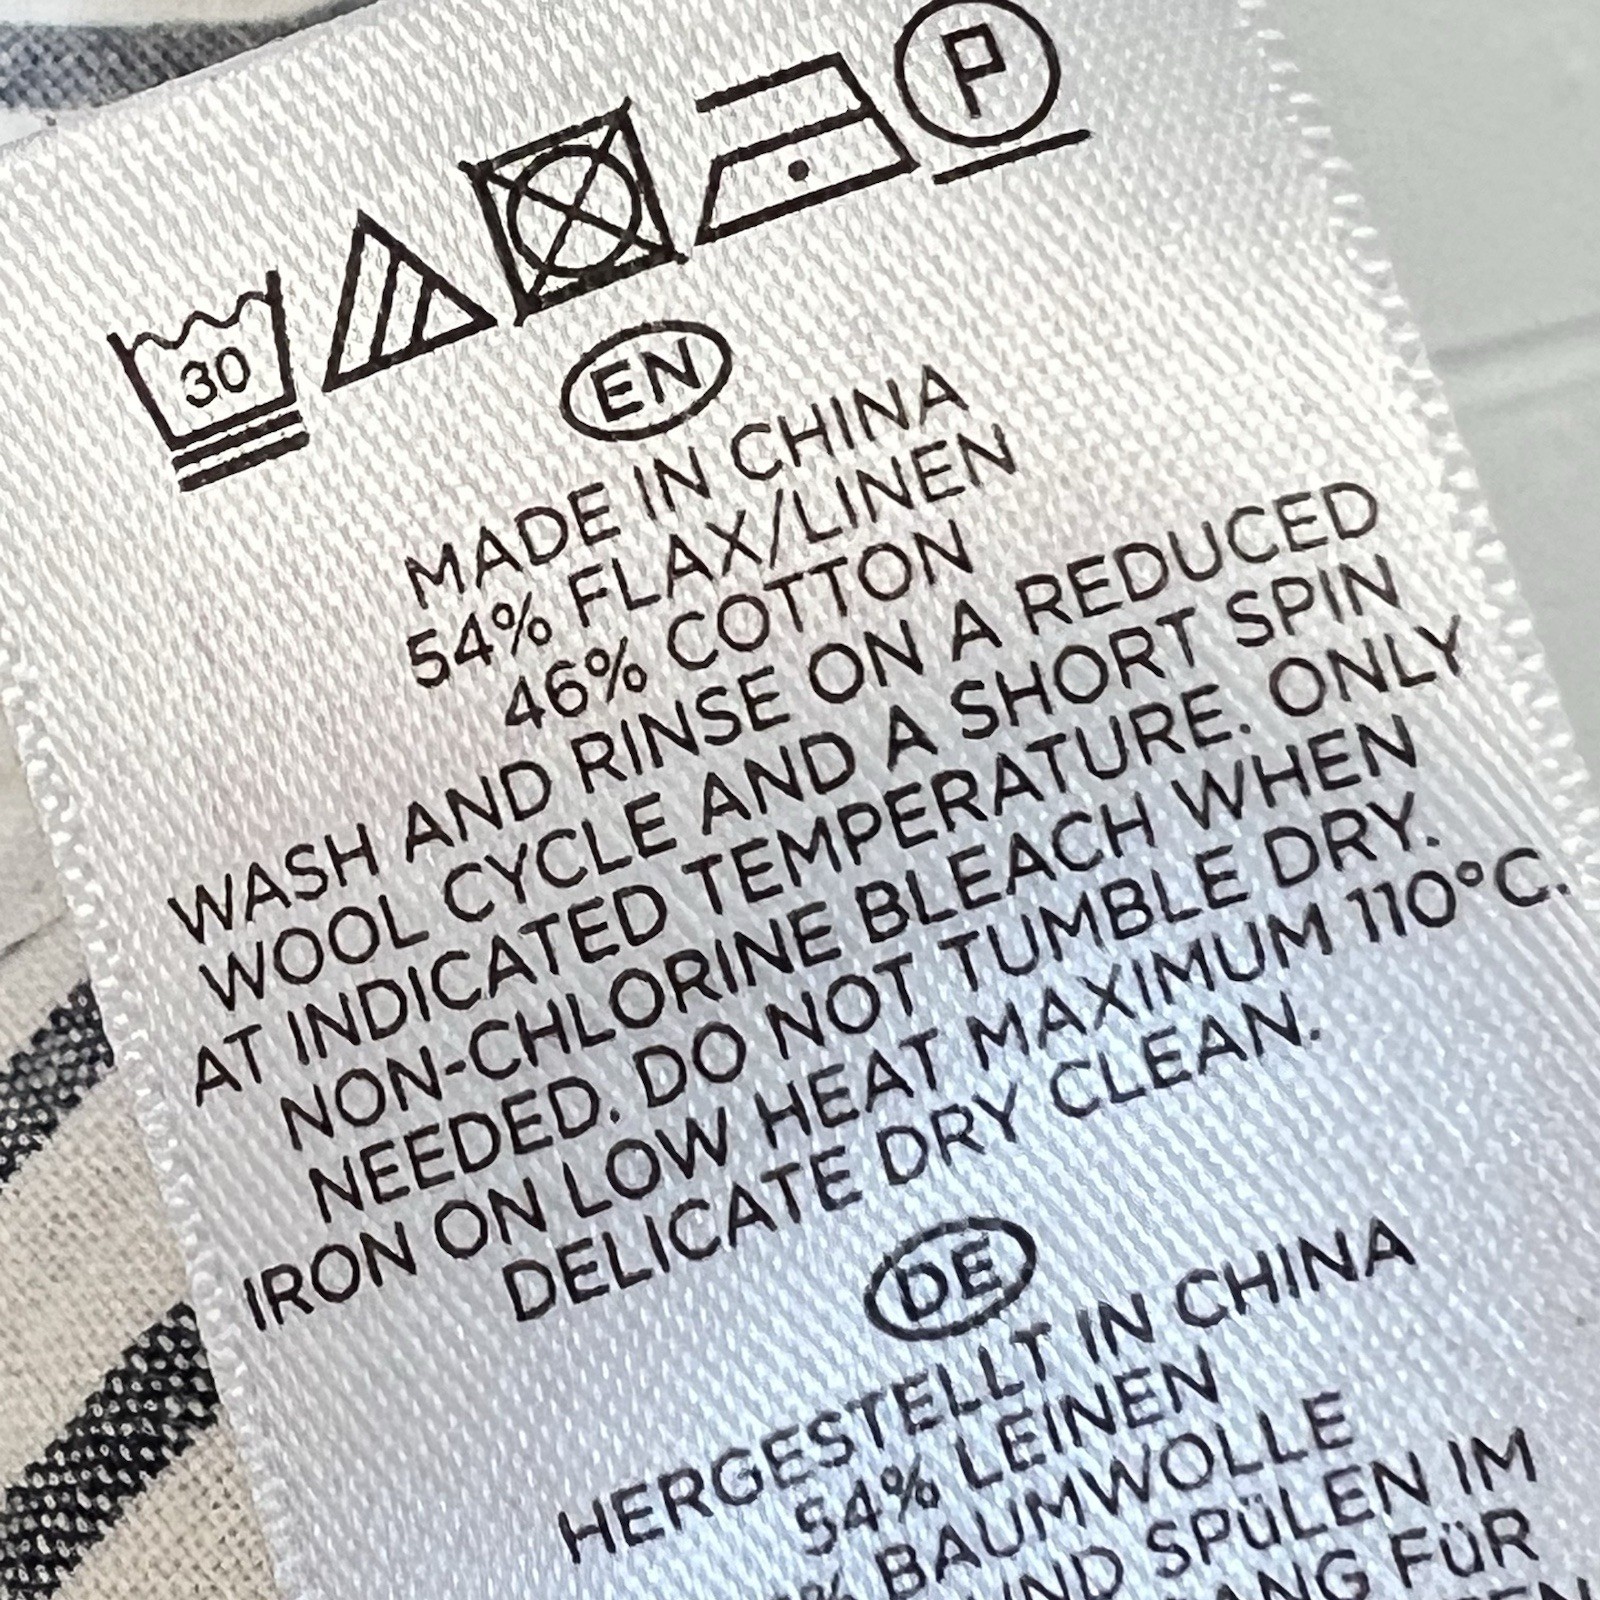 P
30
EN
MADE IN CHINA
54% FLAX/LINEN
46% COTTON
WASH AND RINSE ON A REDUCED
WOOL CYCLE AND A SHORT SPIN
AT INDICATED TEMPERATURE. ONLY
NON-CHLORINE BLEACH WHEN
NEEDED. DO NOT TUMBLE DRY.
IRON ON LOW HEAT MAXIMUM 110°C.
DELICATE DRY CLEAN.
DE
HERGESTELLT IN CHINA
54% LEINEN
% BAUMWOLLE
UND SPÜLEN IM
ANG FÜR